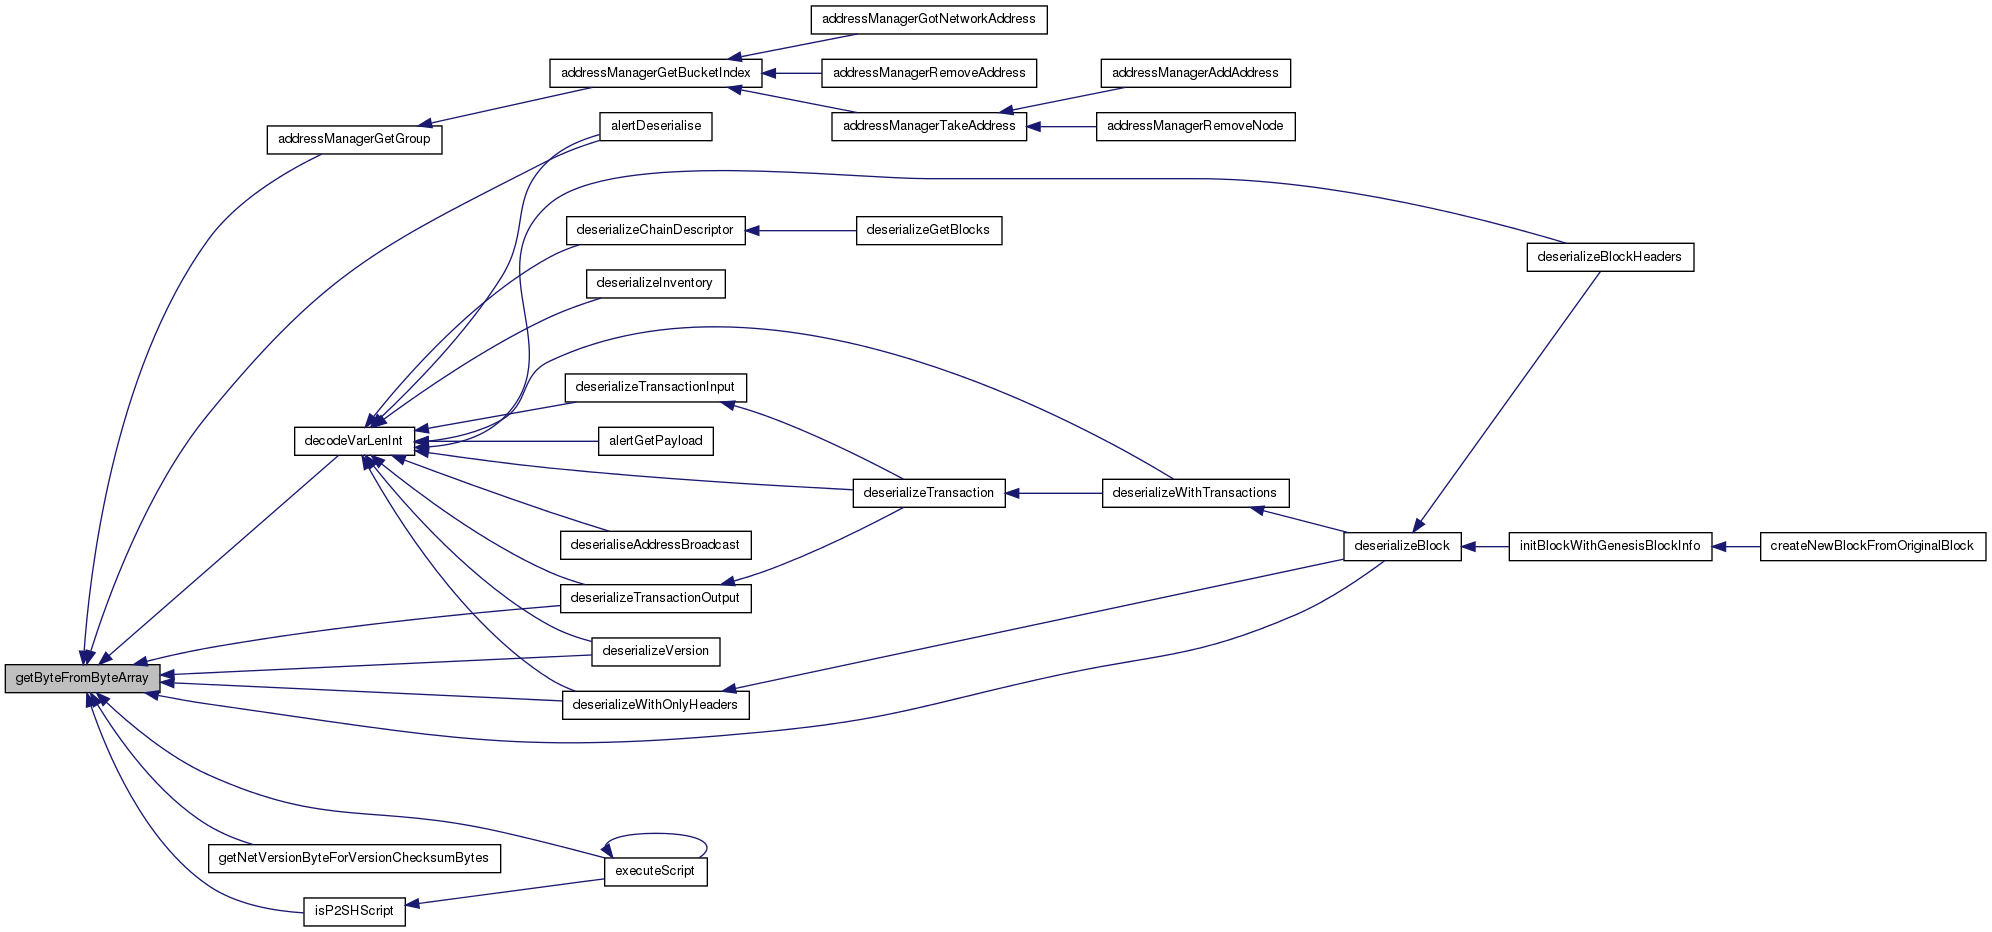 addressManagerGotNetworkAddress
addressManagerGetBucketIndex
addressManagerRemoveAddress
addressManagerAddAddress
addressManagerGetGroup
alertDeserialise
addressManagerTakeAddress
addressManagerRemoveNode
deserializeChainDescriptor
deserializeGetBlocks
deserializeBlockHeaders
deserializeInventory
deserializeTransactionInput
decodeVarLenInt
alertGetPayload
deserializeTransaction
deserializeWithTransactions
deserialiseAddressBroadcast
deserializeBlock
initBlockWithGenesisBlockInfo
createNewBlockFromOriginalBlock
deserializeTransactionOutput
deserializeVersion
getByteFromByteArray
deserializeWithOnlyHeaders
getNetVersionByteForVersionChecksumBytes
executeScript
isP2SHScript